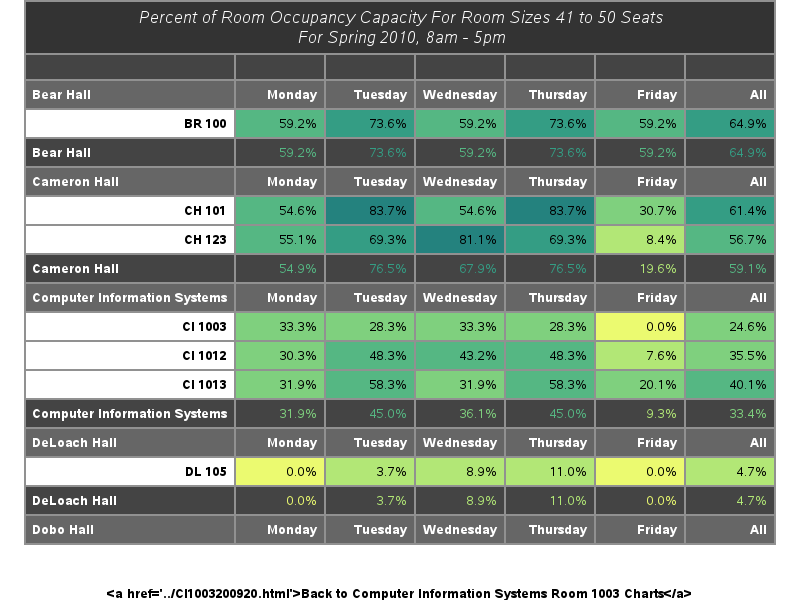 Percent of Room Occupancy Capacity For Room Sizes 41 to 50 Seats
For Spring 2010, 8am - 5pm
Bear Hall Monday Tuesday Wednesday Thursday Friday All
BR 100 59.2% 73.6% 59.2% 73.6% 59.2% 64.9%
Bear Hall 59.2% 73.6% 59.2% 73.6% 59.2% 64.9%
Cameron Hall Monday Tuesday Wednesday Thursday Friday All
CH 101 54.6% 83.7% 54.6% 83.7% 30.7% 61.4%
CH 123 55.1% 69.3% 81.1% 69.3% 8.4% 56.7%
Cameron Hall 54.9% 76.5% 67.9% 76.5% 19.6% 59.1%
Computer Information Systems Monday Tuesday Wednesday Thursday Friday All
CI 1003 33.3% 28.3% 33.3% 28.3% 0.0% 24.6%
CI 1012 30.3% 48.3% 43.2% 48.3% 7.6% 35.5%
CI 1013 31.9% 58.3% 31.9% 58.3% 20.1% 40.1%
Computer Information Systems 31.9% 45.0% 36.1% 45.0% 9.3% 33.4%
DeLoach Hall Monday Tuesday Wednesday Thursday Friday All
DL 105 0.0% 3.7% 8.9% 11.0% 0.0% 4.7%
DeLoach Hall 0.0% 3.7% 8.9% 11.0% 0.0% 4.7%
Dobo Hall Monday Tuesday Wednesday Thursday Friday All
&lt;a href='../CI1003200920.html'&gt;Back to Computer Information Systems Room 1003 Charts&lt;/a&gt;